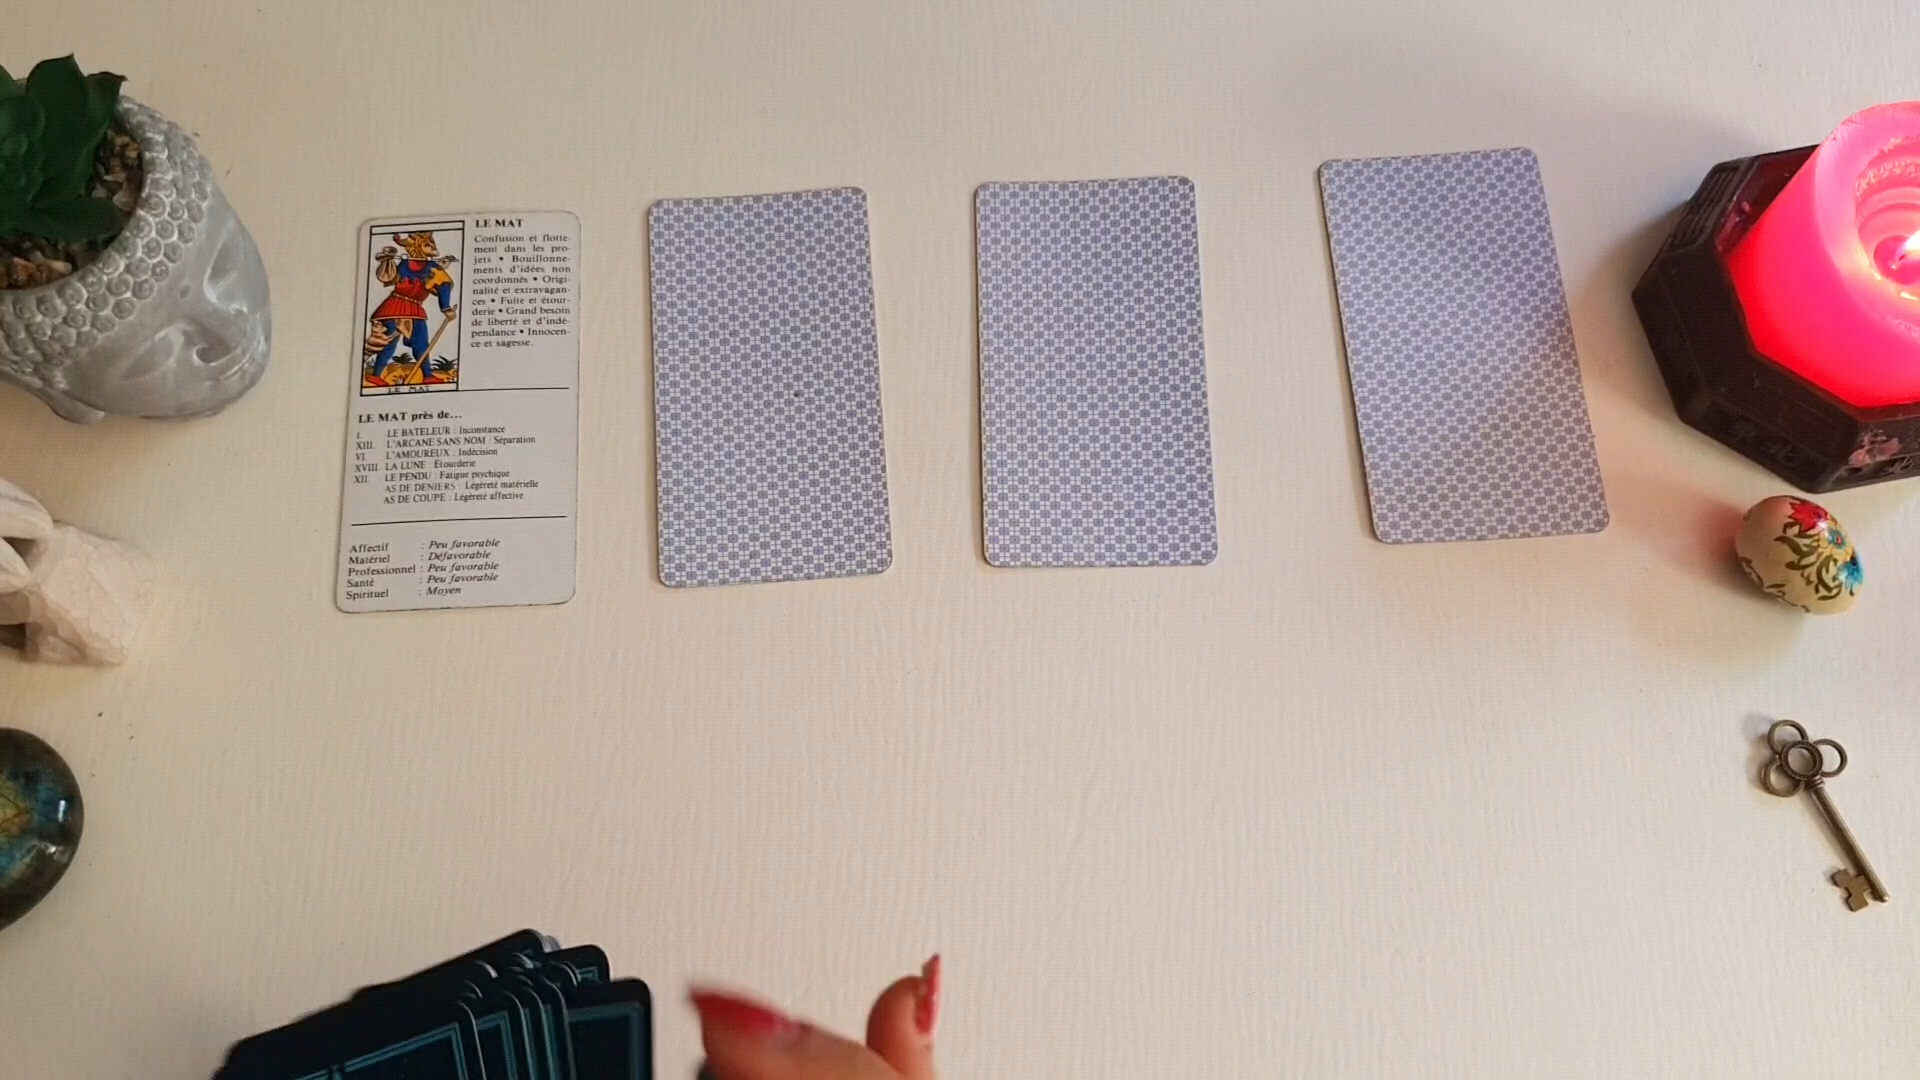 LE MAT
Confusion et flotte-
ment dans les pro-
jets • Bouillonne-
ments d'idées non
coordonnés • Origi-
nalité et extravagan-
ces • Fuite et étour-
derie • Grand besoin
de liberté et d'indé-
pendance • Innocen-
ce et sagesse.
LE MAT
LE MAT près de...
I. LE BATELEUR : Inconstance
XIII. L'ARCANE SANS NOM : Séparation
VI. L'AMOUREUX : Indécision
XVIII. LA LUNE : Étourderie
XII. LE PENDU : Fatigue psychique
AS DE DENIERS : Légèreté matérielle
AS DE COUPE : Légèreté affective
Affectif : Peu favorable
Matériel : Défavorable
Professionnel : Peu favorable
Santé : Peu favorable
Spirituel : Moyen